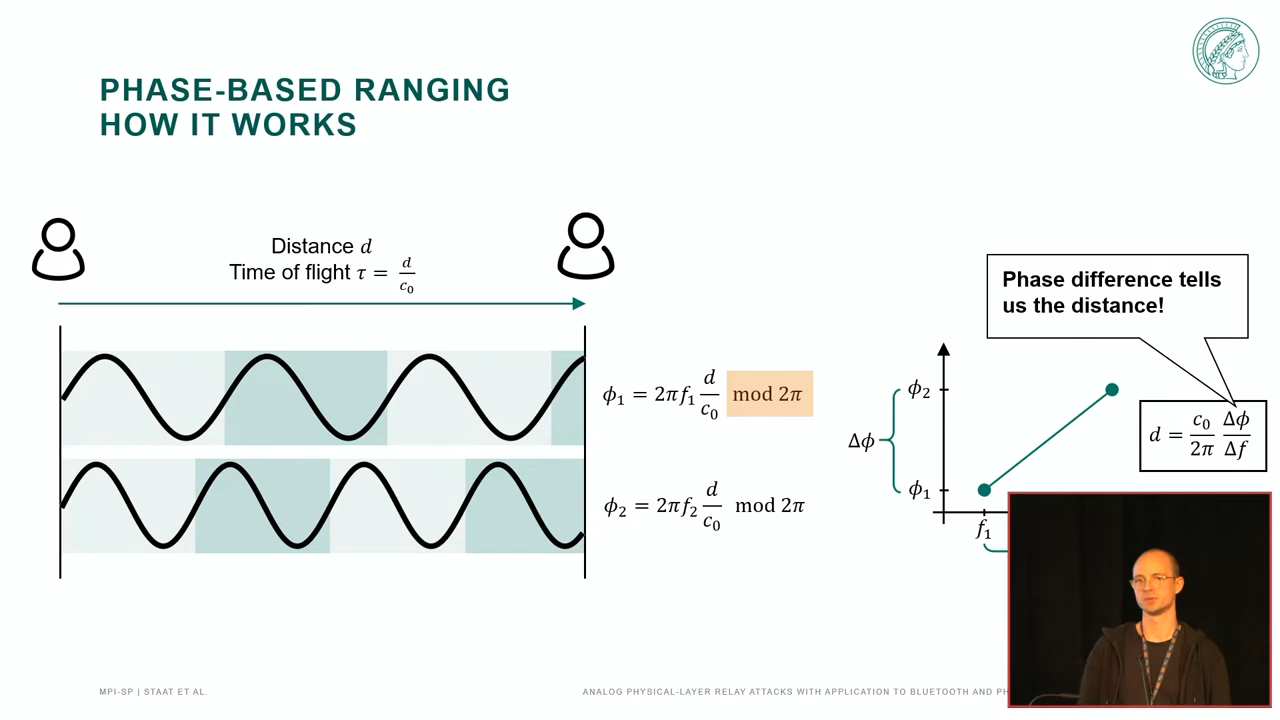 PHASE-BASED RANGING
HOW IT WORKS
Distance d
Time of flight τ = d/c₀
ϕ₁ = 2πf₁ d/c₀ mod 2π
ϕ₂ = 2πf₂ d/c₀ mod 2π
Phase difference tells
us the distance!
ϕ₂
Δϕ
ϕ₁
f₁
d = c₀/2π Δϕ/Δf
MPI-SP | STAAT ET AL.
ANALOG PHYSICAL-LAYER RELAY ATTACKS WITH APPLICATION TO BLUETOOTH AND PH